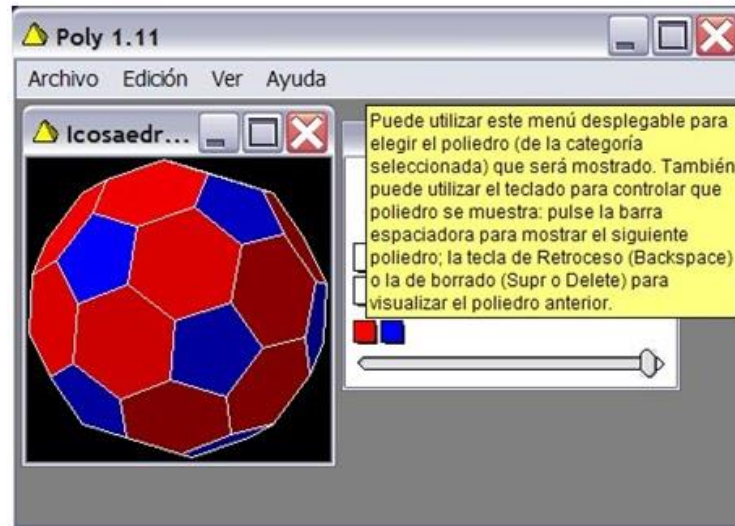 Poly 1.11
Archivo Edición Ver Ayuda
Icosaedr...
Puede utilizar este menú desplegable para
elegir el poliedro (de la categoría
seleccionada) que será mostrado. También
puede utilizar el teclado para controlar que
poliedro se muestra: pulse la barra
espaciadora para mostrar el siguiente
poliedro; la tecla de Retroceso (Backspace)
o la de borrado (Supr o Delete) para
visualizar el poliedro anterior.